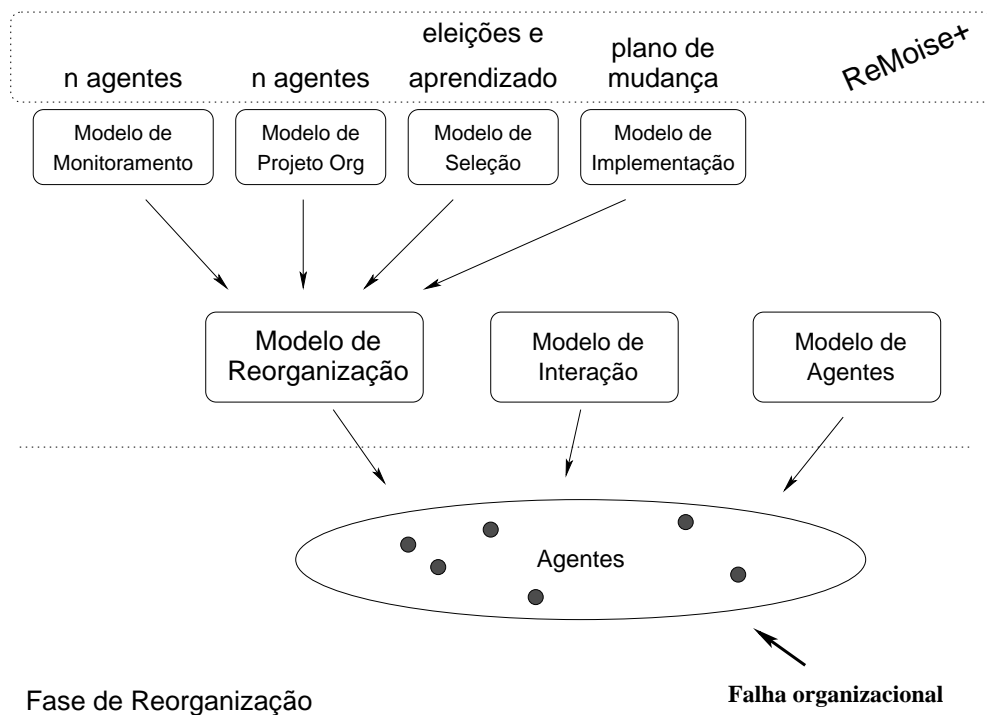 eleições e
plano de
n agentes
n agentes
aprendizado
mudança
ReMoise+
Modelo de
Monitoramento
Modelo de
Projeto Org
Modelo de
Seleção
Modelo de
Implementação
Modelo de
Reorganização
Modelo de
Interação
Modelo de
Agentes
Agentes
Fase de Reorganização
Falha organizacional